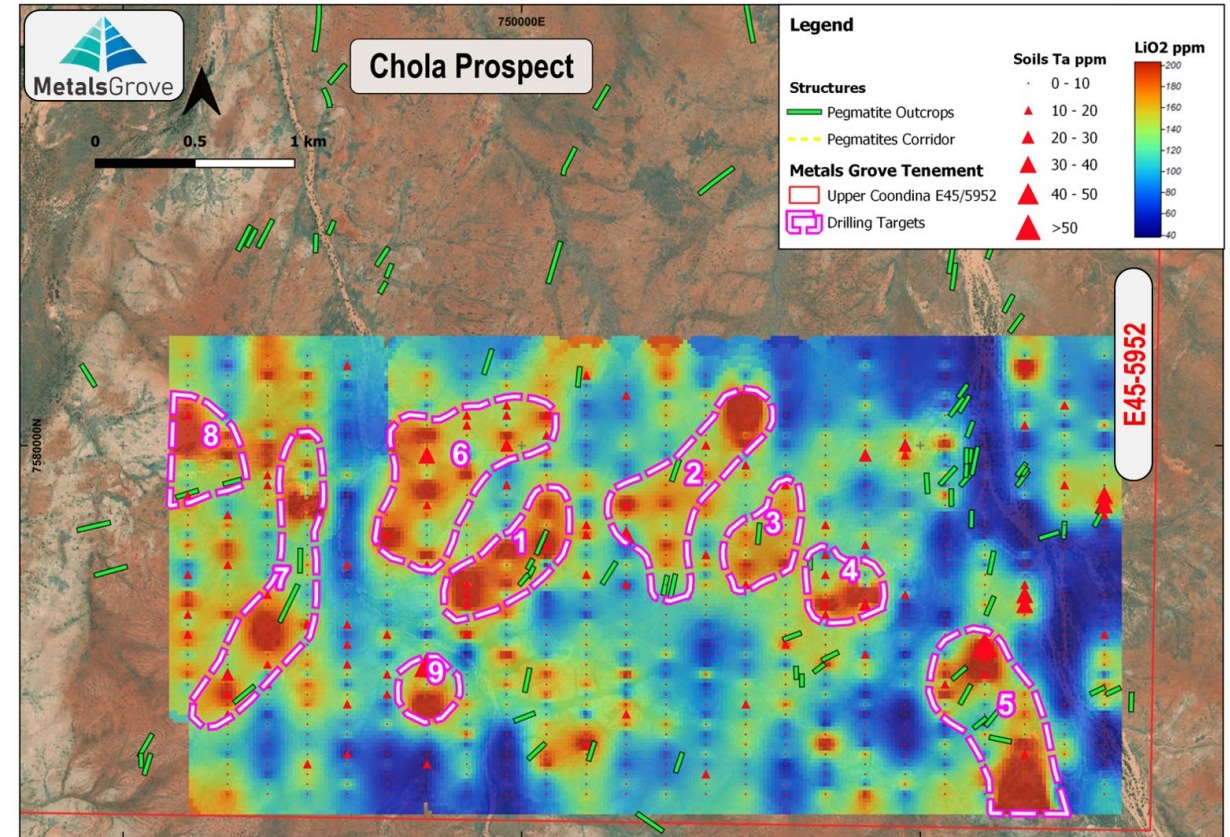 MetalsGrove
750000E
Chola Prospect
0 0.5 1 km
Legend
Structures
Pegmatite Outcrops
Pegmatites Corridor
Metals Grove Tenement
Upper Coondina E45/5952
Drilling Targets
Soils Ta ppm
0 - 10
10 - 20
20 - 30
30 - 40
40 - 50
>50
LiO2 ppm
200
180
160
140
120
100
80
60
40
E45-5952
7580000N
8
6
2
1
3
7
4
9
5